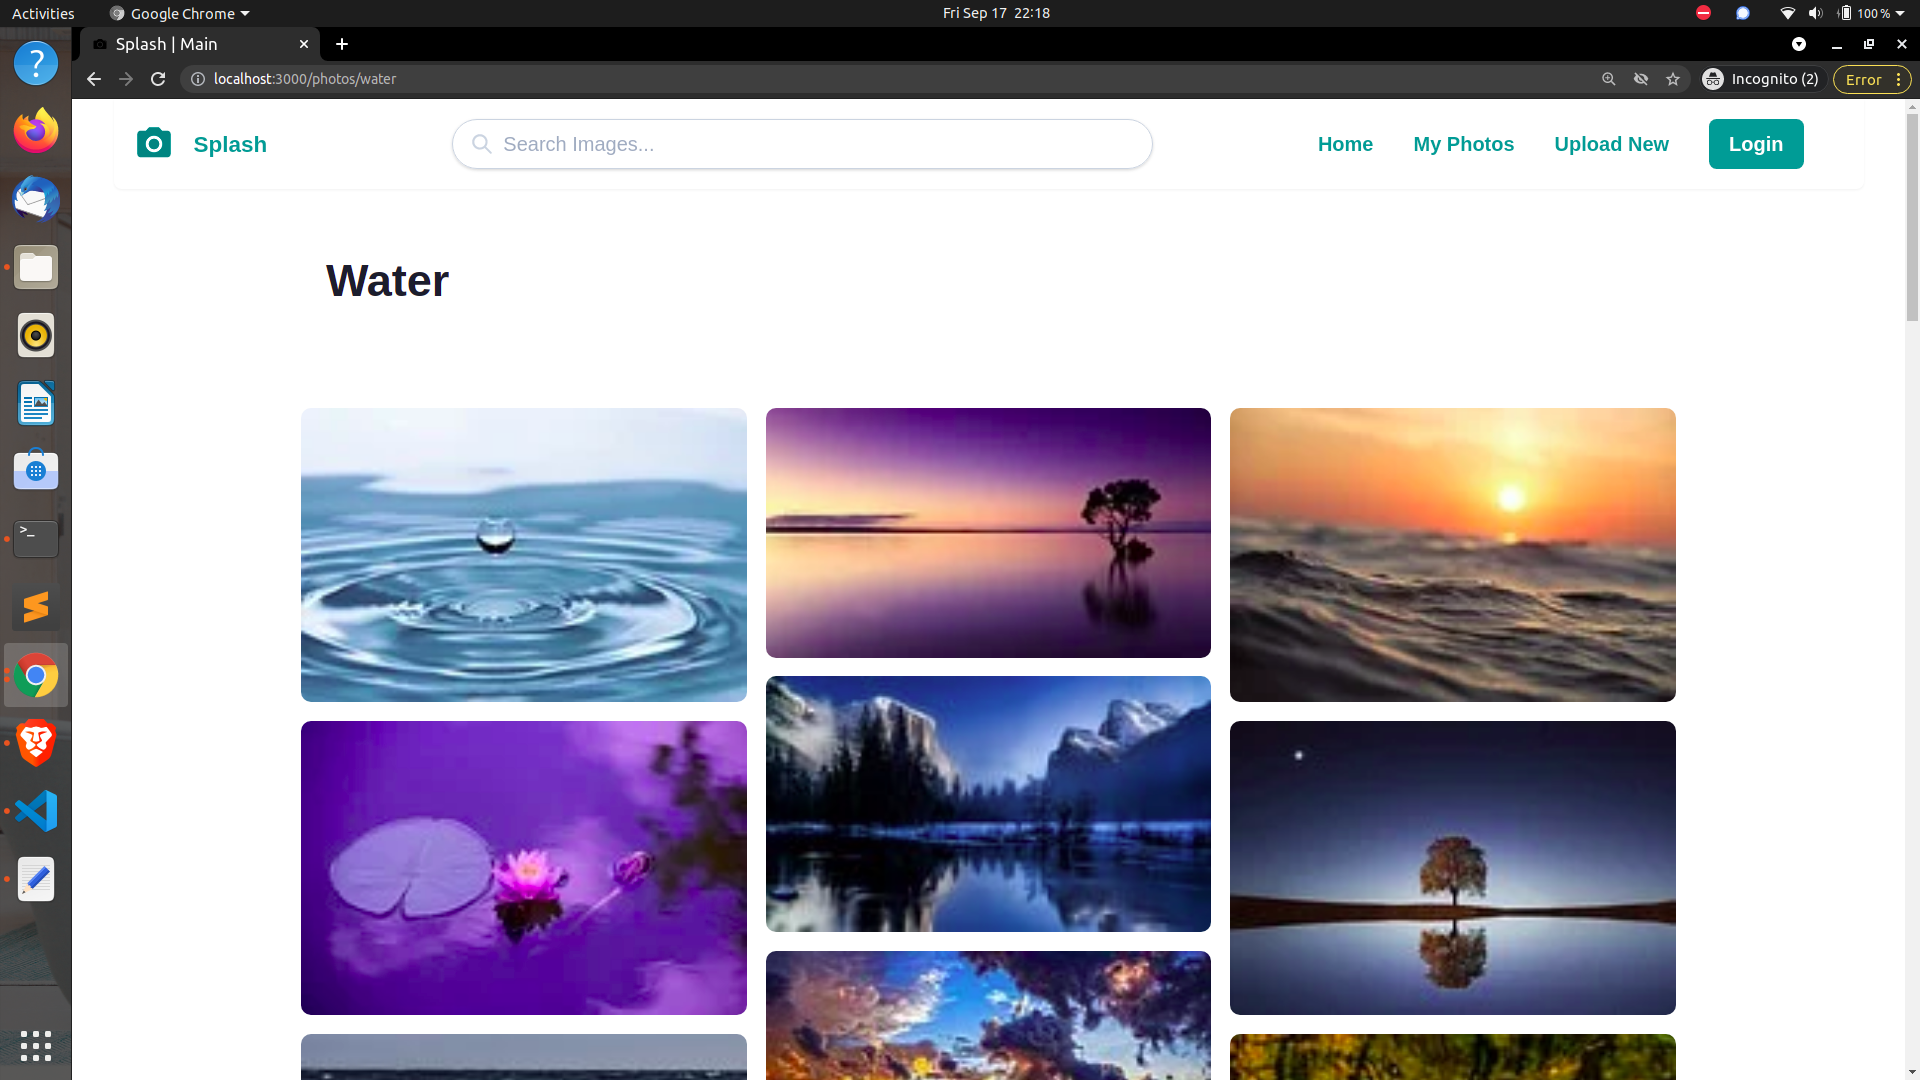 Activities Google Chrome Fri Sep 17 22:18 100 %
Splash | Main
localhost:3000/photos/water Incognito (2) Error
Splash Search Images... Home My Photos Upload New Login
Water